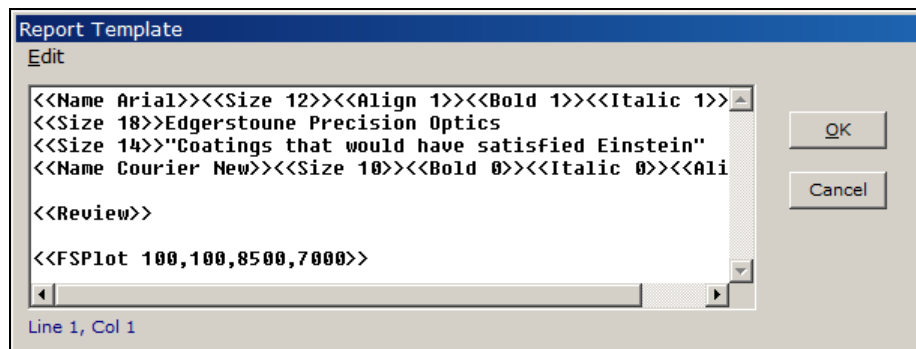 Report Template
Edit
<<Name Arial>><<Size 12>><<Align 1>><<Bold 1>><<Italic 1>>
<<Size 18>>Edgerstoune Precision Optics
<<Size 14>>"Coatings that would have satisfied Einstein"
<<Name Courier New>><<Size 10>><<Bold 0>><<Italic 0>><<Ali
<<Review>>
<<FSPlot 100,100,8500,7000>>
OK
Cancel
Line 1, Col 1